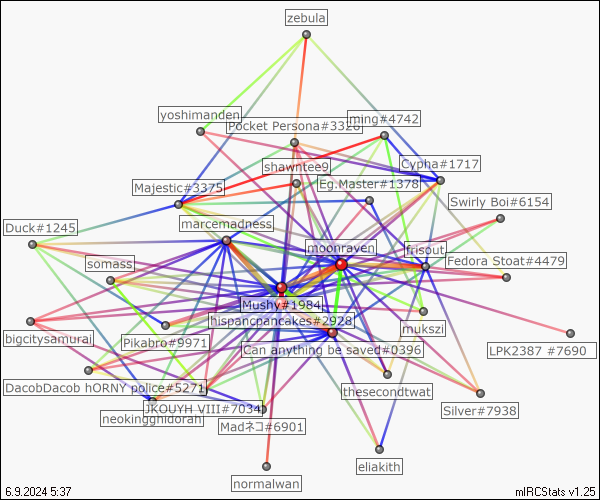 zebula
yoshimanden
Pocket Persona#3326
ming#4742
shawntee9
Cypha#1717
Majestic#3375
Eg.Master#1378
Swirly Boi#6154
Duck#1245
marcemadness
moonraven
frisout
somass
Fedora Stoat#4479
Mushy#1984
hispancpancakes#2928
mukszi
bigcitysamurai
Pikabro#9971
Can anything be saved#0396
LPK2387 #7690
DacobDacob hORNY police#5271
thesecondtwat
JKOUYH VIII#7034
Silver#7938
neokingghidorah
Madネコ#6901
eliakith
normalwan
6.9.2024 5:37
mIRCStats v1.25